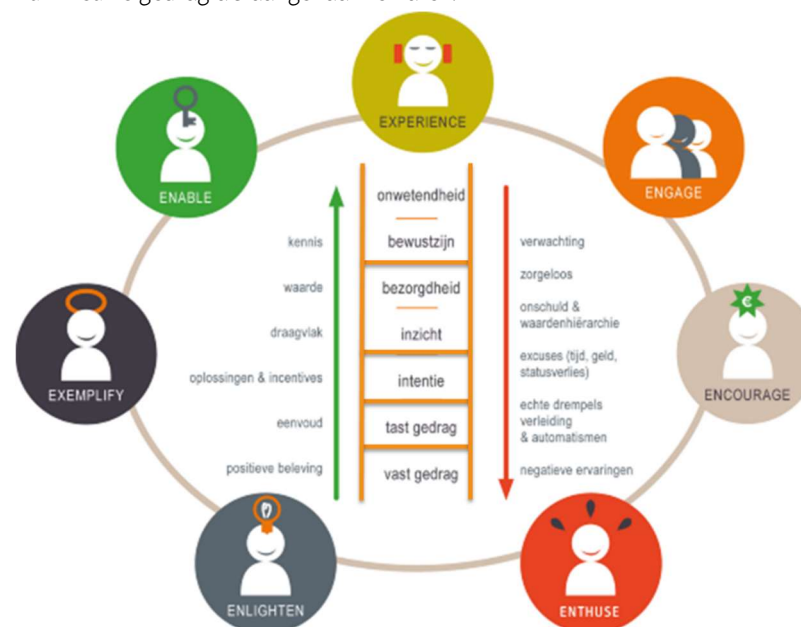 EXPERIENCE
ENABLE
ENGAGE
onwetendheid
kennis
bewustzijn
verwachting
waarde
bezorgdheid
zorgeloos
draagvlak
inzicht
onschuld &
waardenhiërarchie
EXEMPLIFY
oplossingen & incentives
intentie
excuses (tijd, geld,
statusverlies)
€
ENCOURAGE
eenvoud
tast gedrag
echte drempels
verleiding
& automatismen
positieve beleving
vast gedrag
negatieve ervaringen
ENLIGHTEN
ENTHUSE